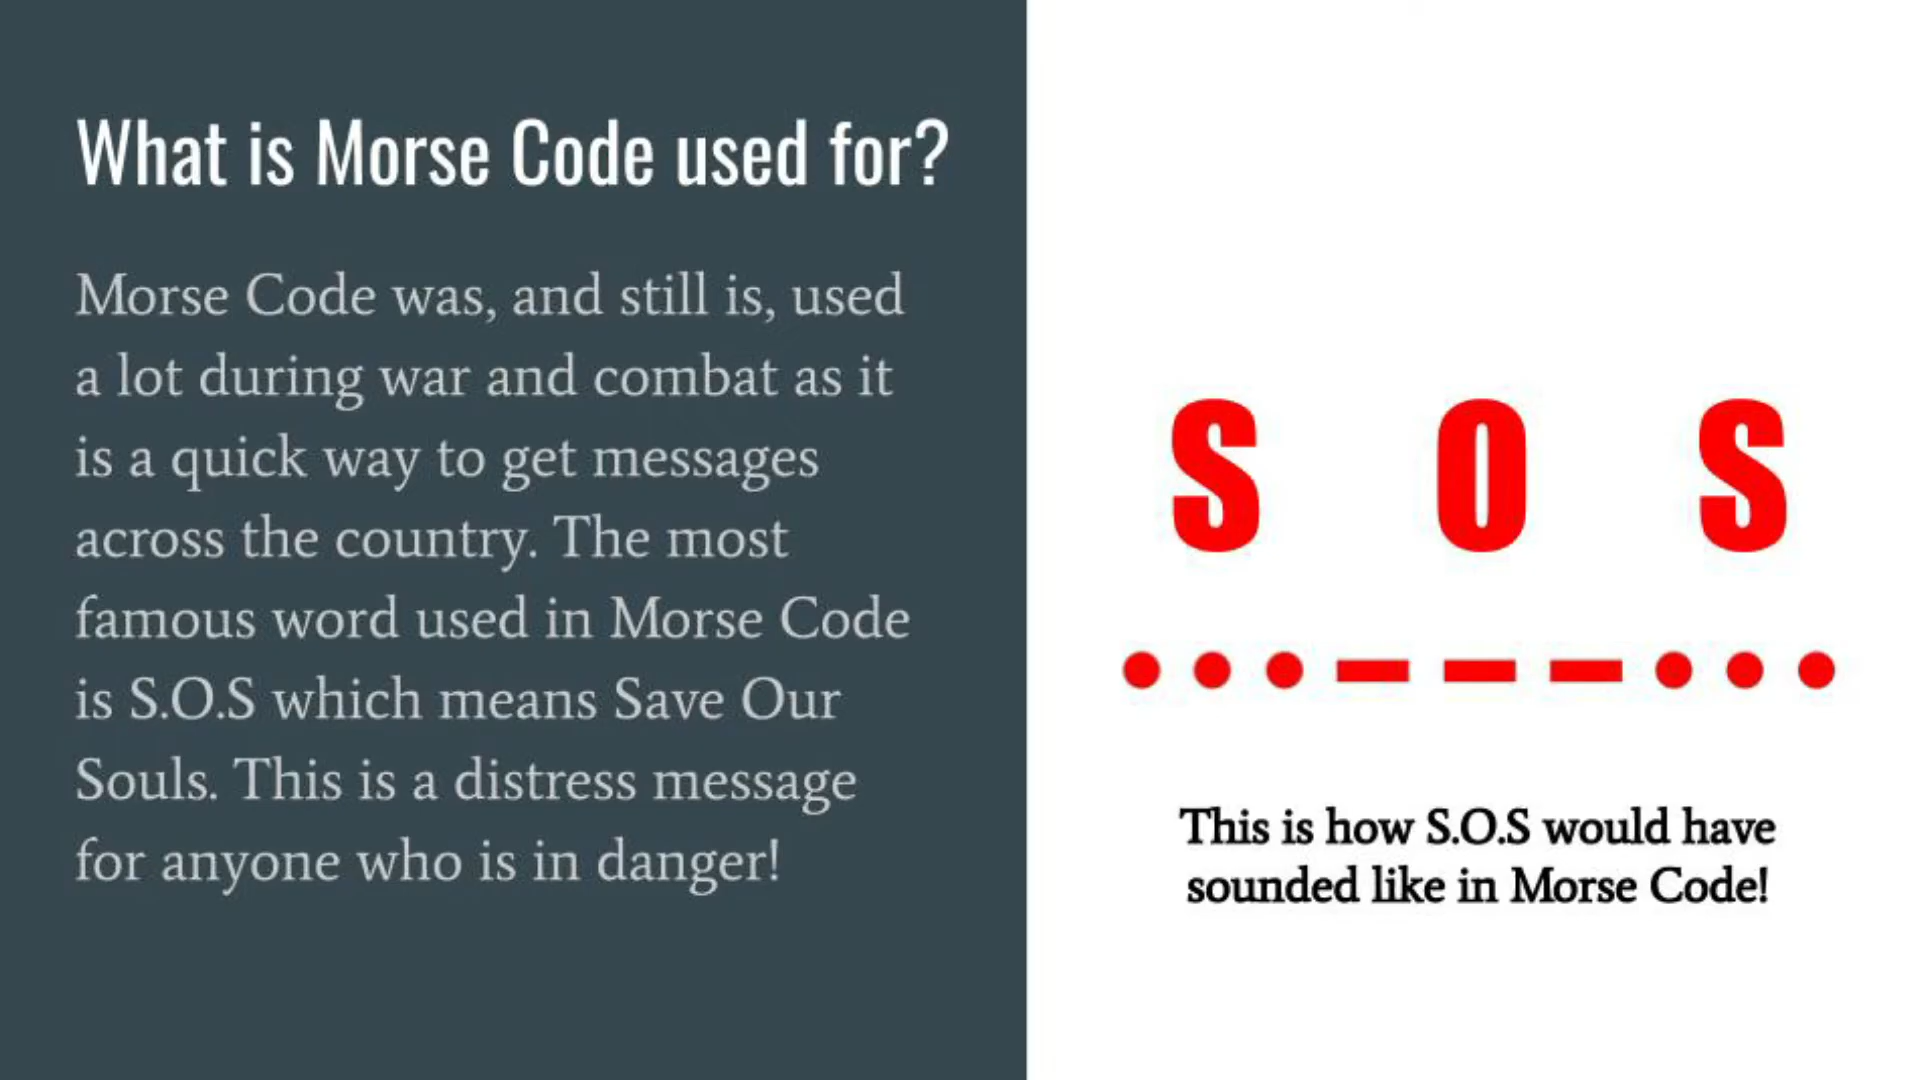 What is Morse Code used for?
Morse Code was, and still is, used
a lot during war and combat as it
is a quick way to get messages
across the country. The most
famous word used in Morse Code
is S.O.S which means Save Our
Souls. This is a distress message
for anyone who is in danger!
S O S
• • • — — — • • •
This is how S.O.S would have
sounded like in Morse Code!